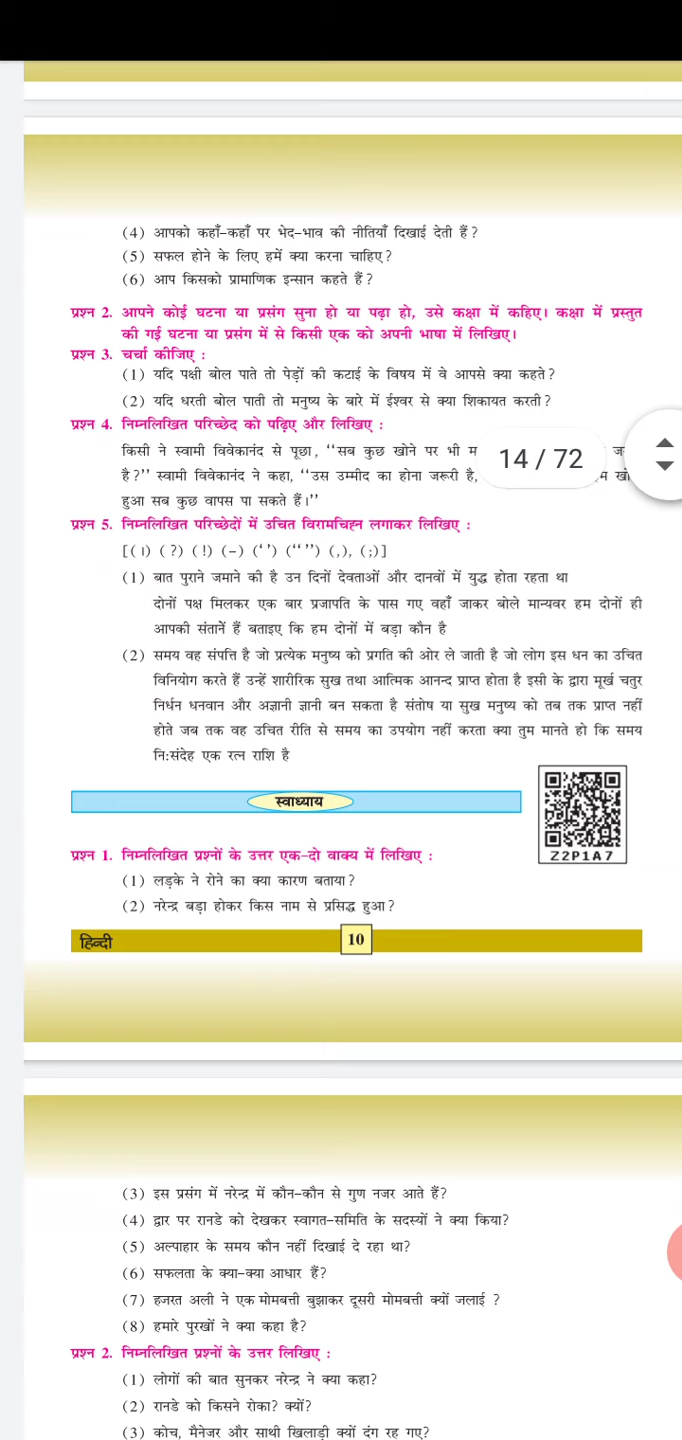 (4) आपको कहाँ-कहाँ पर भेद-भाव की नीतियाँ दिखाई देती हैं?
(5) सफल होने के लिए हमें क्या करना चाहिए?
(6) आप किसको प्रामाणिक इन्सान कहते हैं?
प्रश्न 2. आपने कोई घटना या प्रसंग सुना हो या पढ़ा हो, उसे कक्षा में कहिए। कक्षा में प्रस्तुत
की गई घटना या प्रसंग में से किसी एक को अपनी भाषा में लिखिए।
प्रश्न 3. चर्चा कीजिए :
(1) यदि पक्षी बोल पाते तो पेड़ों की कटाई के विषय में वे आपसे क्या कहते?
(2) यदि धरती बोल पाती तो मनुष्य के बारे में ईश्वर से क्या शिकायत करती?
प्रश्न 4. निम्नलिखित परिच्छेद को पढ़िए और लिखिए :
किसी ने स्वामी विवेकानंद से पूछा, ‘‘सब कुछ खोने पर भी
14 / 72
है?’’ स्वामी विवेकानंद ने कहा, ‘‘उस उम्मीद का होना जरूरी है,
हुआ सब कुछ वापस पा सकते हैं।’’
प्रश्न 5. निम्नलिखित परिच्छेदों में उचित विरामचिह्न लगाकर लिखिए :
[(।) (?) (!) (-) (‘ ’) (‘‘ ’’) (,), (;)]
(1) बात पुराने जमाने की है उन दिनों देवताओं और दानवों में युद्ध होता रहता था
दोनों पक्ष मिलकर एक बार प्रजापति के पास गए वहाँ जाकर बोले मान्यवर हम दोनों ही
आपकी संतानें हैं बताइए कि हम दोनों में बड़ा कौन है
(2) समय वह संपत्ति है जो प्रत्येक मनुष्य को प्रगति की ओर ले जाती है जो लोग इस धन का उचित
विनियोग करते हैं उन्हें शारीरिक सुख तथा आत्मिक आनन्द प्राप्त होता है इसी के द्वारा मूर्ख चतुर
निर्धन धनवान और अज्ञानी ज्ञानी बन सकता है संतोष या सुख मनुष्य को तब तक प्राप्त नहीं
होते जब तक वह उचित रीति से समय का उपयोग नहीं करता क्या तुम मानते हो कि समय
नि:संदेह एक रत्न राशि है
स्वाध्याय
Z2P1A7
प्रश्न 1. निम्नलिखित प्रश्नों के उत्तर एक-दो वाक्य में लिखिए :
(1) लड़के ने रोने का क्या कारण बताया?
(2) नरेन्द्र बड़ा होकर किस नाम से प्रसिद्ध हुआ?
हिन्दी 10
(3) इस प्रसंग में नरेन्द्र में कौन-कौन से गुण नजर आते हैं?
(4) द्वार पर रानडे को देखकर स्वागत-समिति के सदस्यों ने क्या किया?
(5) अल्पाहार के समय कौन नहीं दिखाई दे रहा था?
(6) सफलता के क्या-क्या आधार हैं?
(7) हजरत अली ने एक मोमबत्ती बुझाकर दूसरी मोमबत्ती क्यों जलाई ?
(8) हमारे पुरखों ने क्या कहा है?
प्रश्न 2. निम्नलिखित प्रश्नों के उत्तर लिखिए :
(1) लोगों की बात सुनकर नरेन्द्र ने क्या कहा?
(2) रानडे को किसने रोका? क्यों?
(3) कोच, मैनेजर और साथी खिलाड़ी क्यों दंग रह गए?